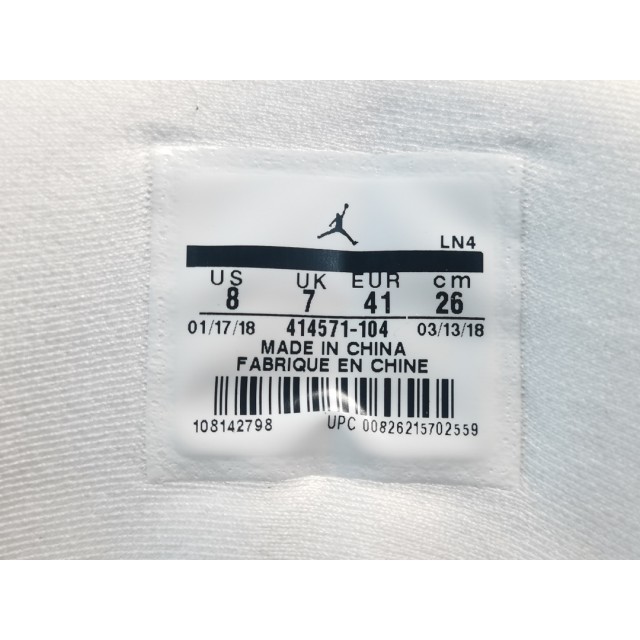 LN4
US UK EUR cm
8 7 41 26
01/17/18 414571-104 03/13/18
MADE IN CHINA
FABRIQUE EN CHINE
108142798 UPC 00826215702559